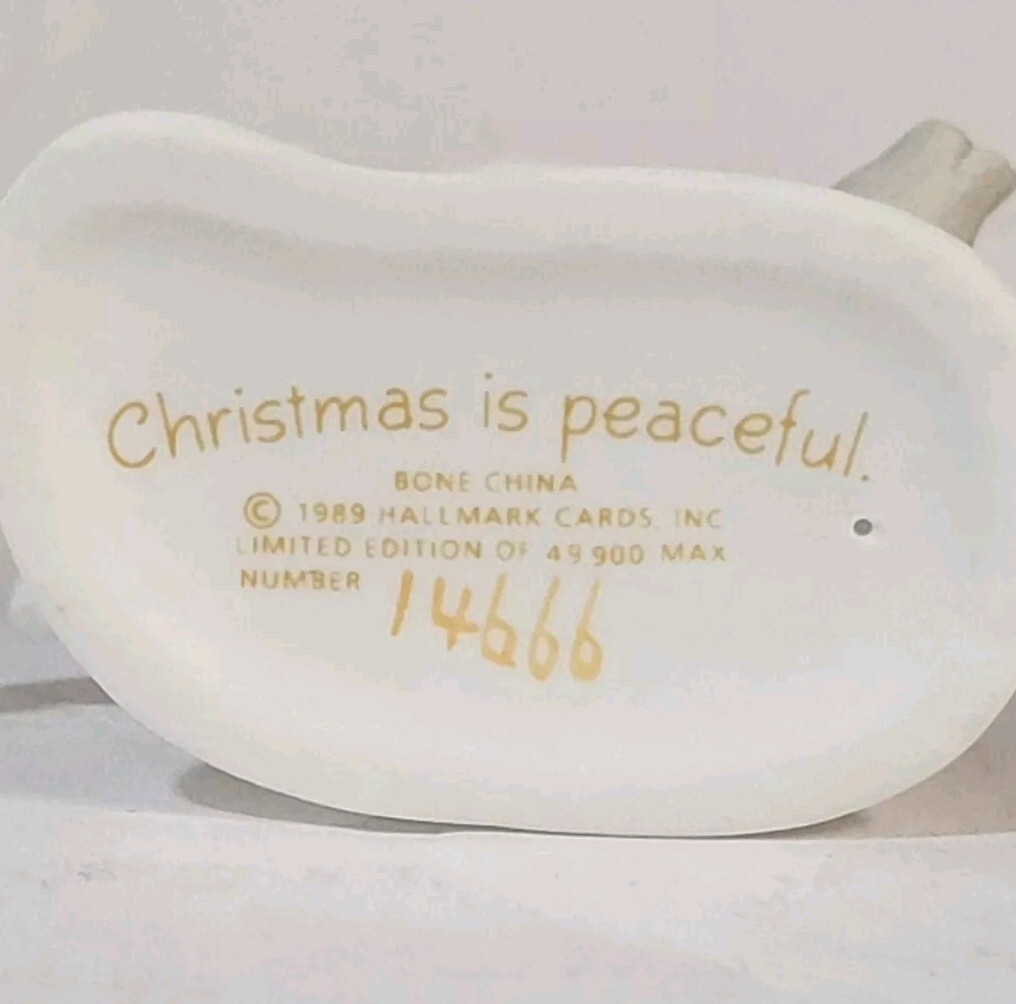 Christmas is peaceful.
BONE CHINA
© 1989 HALLMARK CARDS, INC
LIMITED EDITION OF 49,900 MAX
NUMBER 14666